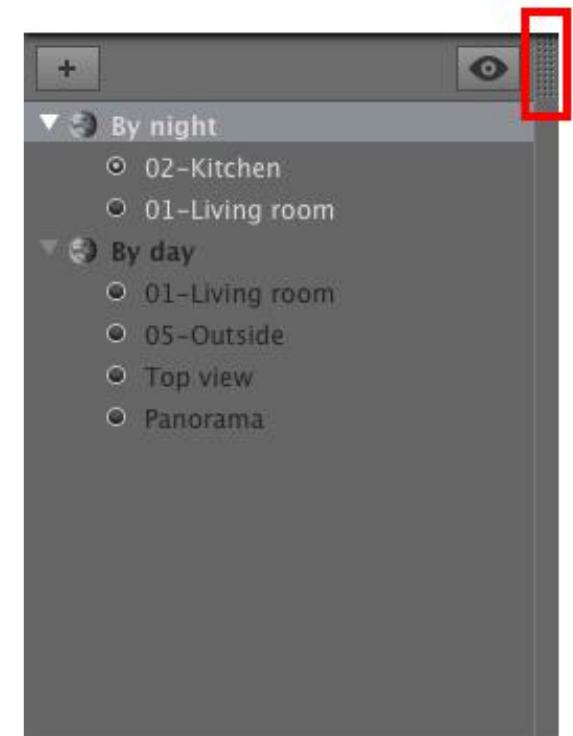 +
By night
02-Kitchen
01-Living room
By day
01-Living room
05-Outside
Top view
Panorama